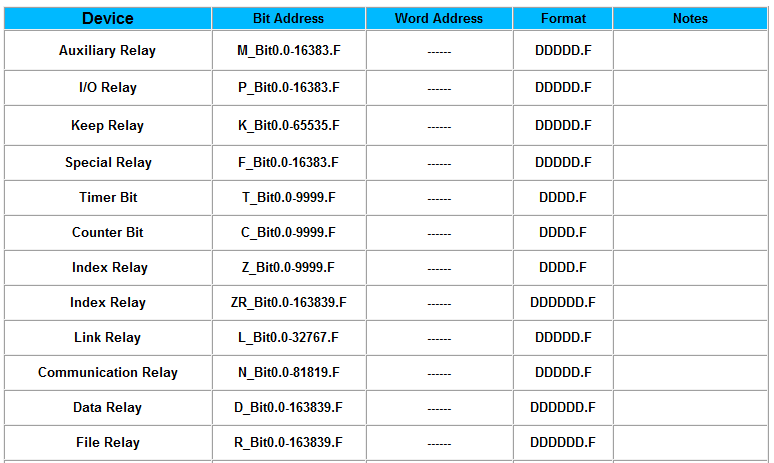 Device Bit Address Word Address Format Notes
Auxiliary Relay M_Bit0.0-16383.F ------ DDDDD.F
I/O Relay P_Bit0.0-16383.F ------ DDDDD.F
Keep Relay K_Bit0.0-65535.F ------ DDDDD.F
Special Relay F_Bit0.0-16383.F ------ DDDDD.F
Timer Bit T_Bit0.0-9999.F ------ DDDD.F
Counter Bit C_Bit0.0-9999.F ------ DDDD.F
Index Relay Z_Bit0.0-9999.F ------ DDDD.F
Index Relay ZR_Bit0.0-163839.F ------ DDDDDD.F
Link Relay L_Bit0.0-32767.F ------ DDDDD.F
Communication Relay N_Bit0.0-81819.F ------ DDDDD.F
Data Relay D_Bit0.0-163839.F ------ DDDDDD.F
File Relay R_Bit0.0-163839.F ------ DDDDDD.F